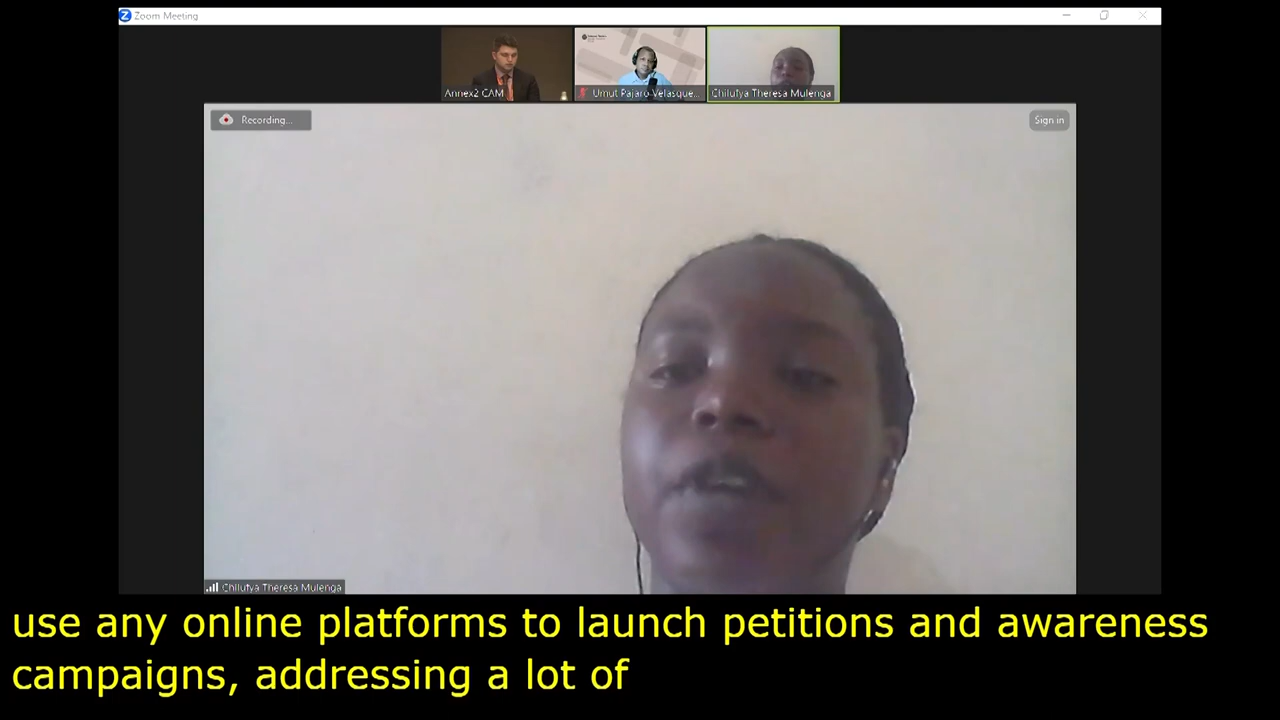 Zoom Meeting
Annex2 CAM
Umut Pajaro Velasque...
Chilufya Theresa Mulenga
Recording...
Sign in
Chilufya Theresa Mulenga
use any online platforms to launch petitions and awareness
campaigns, addressing a lot of